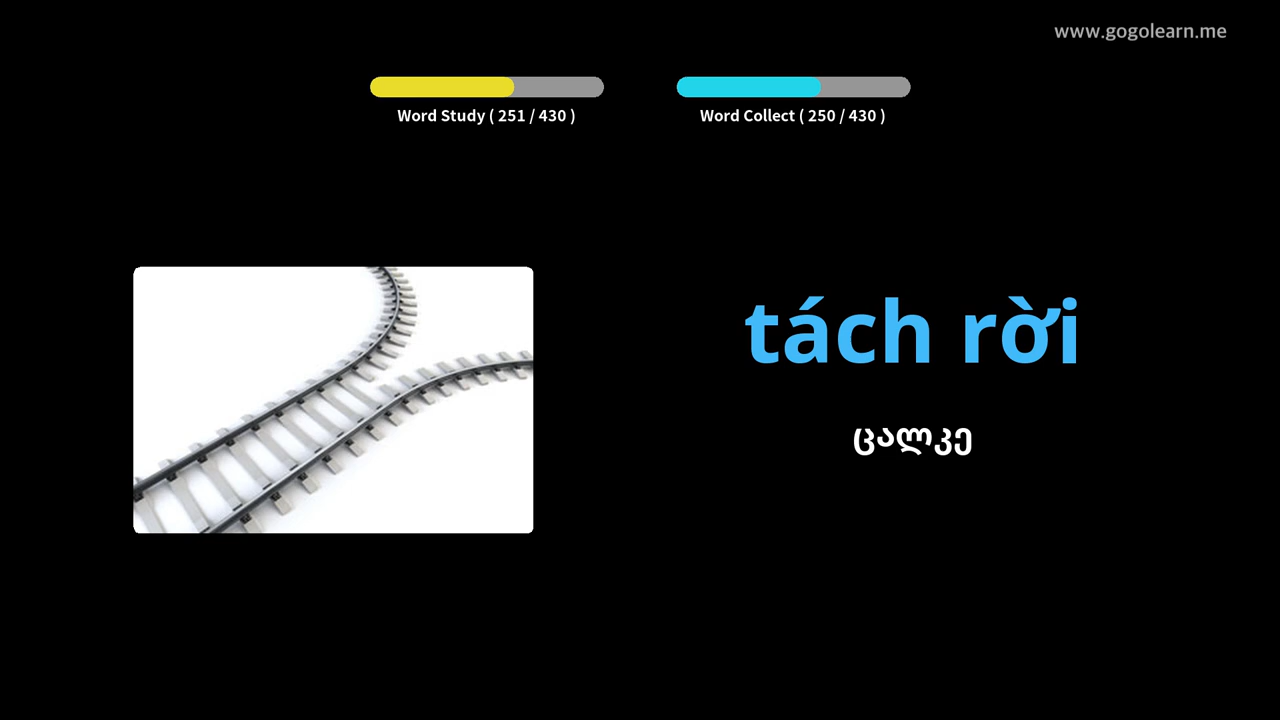 www.gogolearn.me
Word Study ( 251 / 430 )
Word Collect ( 250 / 430 )
tách rời
ცალკე